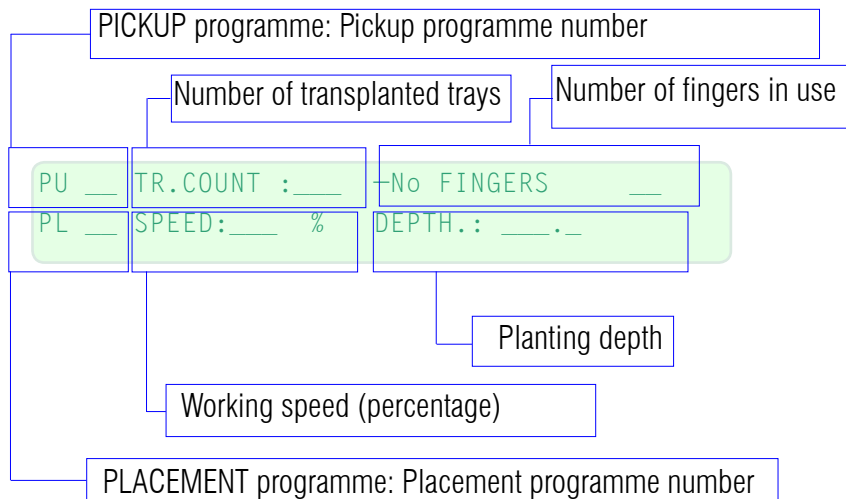 PICKUP programme: Pickup programme number
Number of transplanted trays
Number of fingers in use
PU __ TR.COUNT :___ -No FINGERS __
PL __ SPEED:___ % DEPTH.: ___._
Planting depth
Working speed (percentage)
PLACEMENT programme: Placement programme number